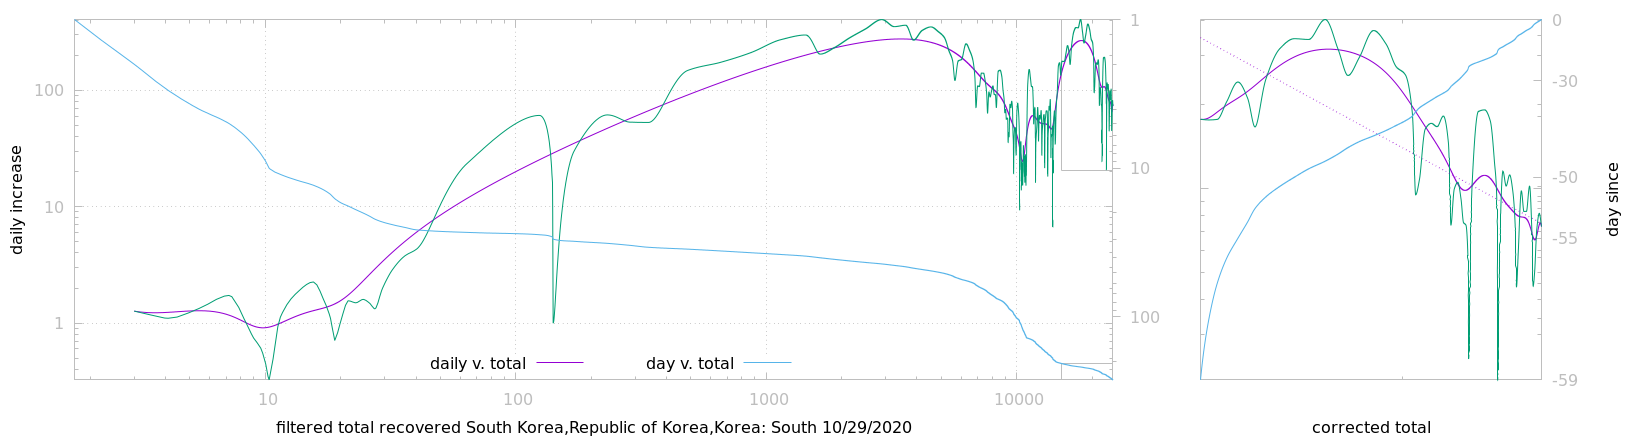 daily increase
100
10
1
10
100
1000
10000
1
10
100
daily v. total
day v. total
filtered total recovered South Korea,Republic of Korea,Korea: South 10/29/2020
0
-30
-50
-55
-59
day since
corrected total